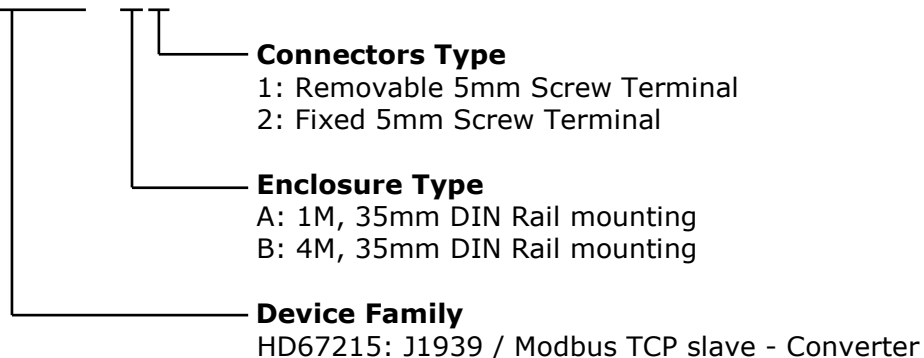 Connectors Type
1: Removable 5mm Screw Terminal
2: Fixed 5mm Screw Terminal
Enclosure Type
A: 1M, 35mm DIN Rail mounting
B: 4M, 35mm DIN Rail mounting
Device Family
HD67215: J1939 / Modbus TCP slave - Converter